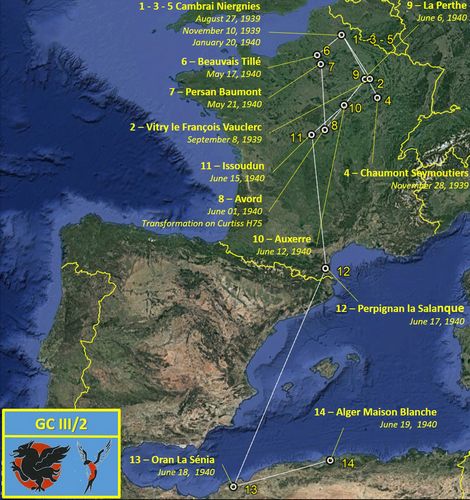 1 - 3 - 5 Cambrai Niergnies
August 27, 1939
November 10, 1939
January 20, 1940
9 – La Perthe
June 6, 1940
1 – 3 - 5
6 – Beauvais Tillé
May 17, 1940
6
7
7 – Persan Baumont
May 21, 1940
9
2
2 – Vitry le François Vauclerc
September 8, 1939
10
4
11
8
11 – Issoudun
June 15, 1940
4 – Chaumont Seymoutiers
November 28, 1939
8 – Avord
June 01, 1940
Transformation on Curtiss H75
10 – Auxerre
June 12, 1940
12
12 – Perpignan la Salanque
June 17, 1940
GC III/2
14 – Alger Maison Blanche
June 19, 1940
13 – Oran La Sénia
June 18, 1940
14
13